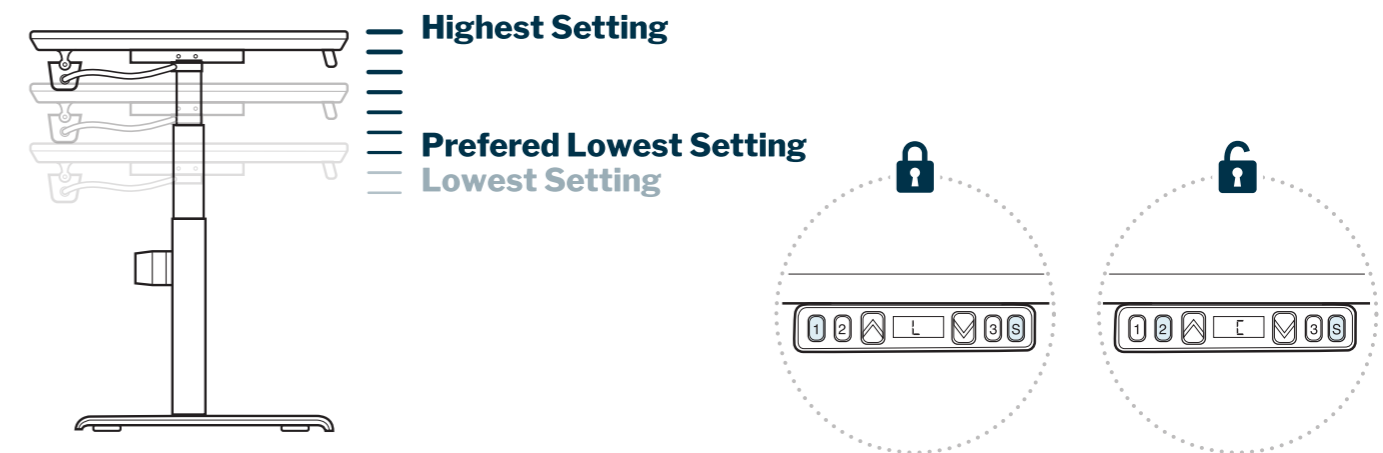 Highest Setting
Prefered Lowest Setting
Lowest Setting
1 2 L 3 S
1 2 C 3 S